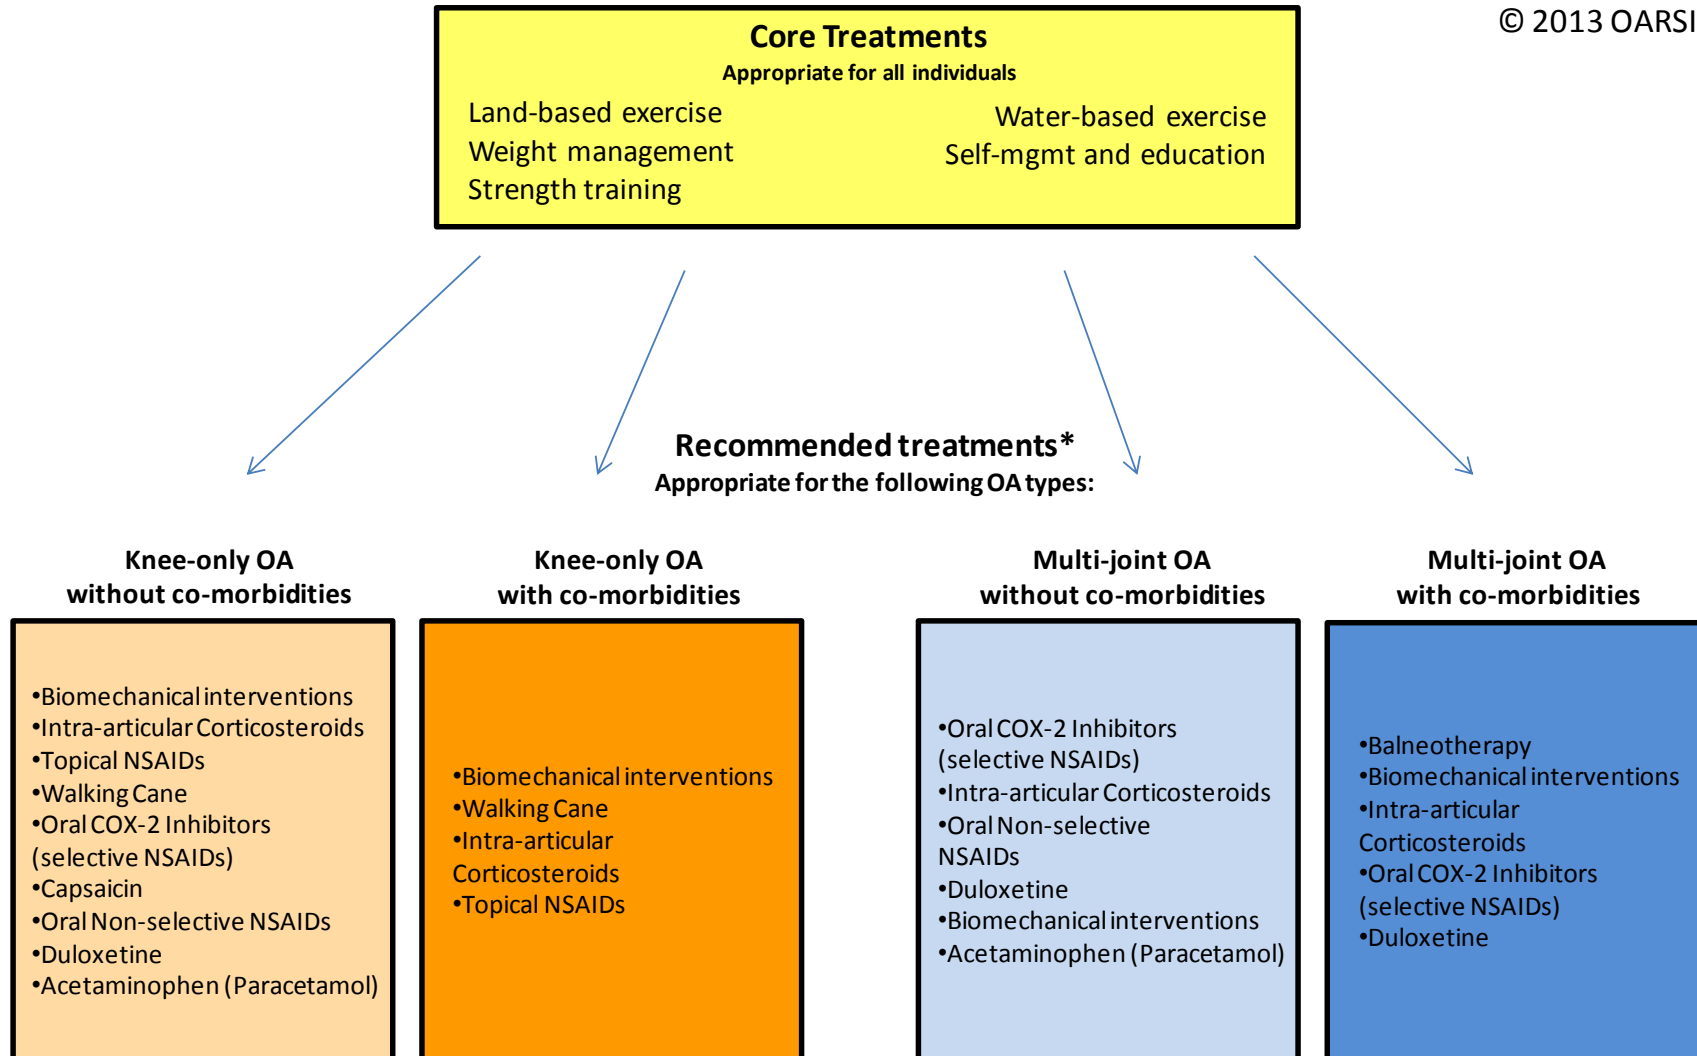 © 2013 OARSI
Core Treatments
Appropriate for all individuals
Land-based exercise
Weight management
Strength training
Water-based exercise
Self-mgmt and education
Recommended treatments*
Appropriate for the following OA types:
Knee-only OA
without co-morbidities
•Biomechanical interventions
•Intra-articular Corticosteroids
•Topical NSAIDs
•Walking Cane
•Oral COX-2 Inhibitors
(selective NSAIDs)
•Capsaicin
•Oral Non-selective NSAIDs
•Duloxetine
•Acetaminophen (Paracetamol)
Knee-only OA
with co-morbidities
•Biomechanical interventions
•Walking Cane
•Intra-articular
Corticosteroids
•Topical NSAIDs
Multi-joint OA
without co-morbidities
•Oral COX-2 Inhibitors
(selective NSAIDs)
•Intra-articular Corticosteroids
•Oral Non-selective
NSAIDs
•Duloxetine
•Biomechanical interventions
•Acetaminophen (Paracetamol)
Multi-joint OA
with co-morbidities
•Balneotherapy
•Biomechanical interventions
•Intra-articular
Corticosteroids
•Oral COX-2 Inhibitors
(selective NSAIDs)
•Duloxetine